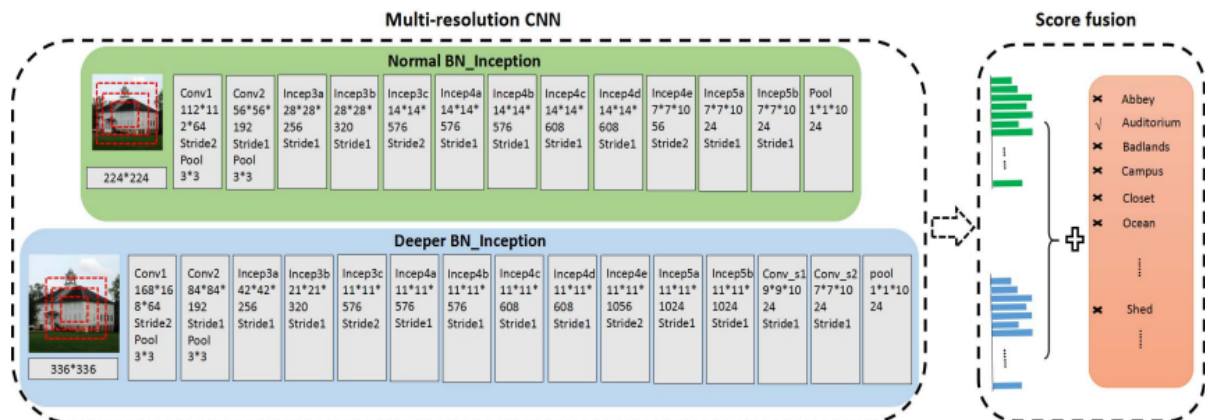 Multi-resolution CNN
Score fusion
Normal BN_Inception
224*224
Conv1
112*11
2*64
Stride2
Pool
3*3
Conv2
56*56*
192
Stride1
Pool
3*3
Incep3a
28*28*
256
Stride1
Incep3b
28*28*
320
Stride1
Incep3c
14*14*
576
Stride2
Incep4a
14*14*
576
Stride1
Incep4b
14*14*
576
Stride1
Incep4c
14*14*
608
Stride1
Incep4d
14*14*
608
Stride1
Incep4e
7*7*10
56
Stride2
Incep5a
7*7*10
24
Stride1
Incep5b
7*7*10
24
Stride1
Pool
1*1*10
24
Deeper BN_Inception
336*336
Conv1
168*16
8*64
Stride2
Pool
3*3
Conv2
84*84*
192
Stride1
Pool
3*3
Incep3a
42*42*
256
Stride1
Incep3b
21*21*
320
Stride1
Incep3c
11*11*
576
Stride2
Incep4a
11*11*
576
Stride1
Incep4b
11*11*
576
Stride1
Incep4c
11*11*
608
Stride1
Incep4d
11*11*
608
Stride1
Incep4e
11*11*
1056
Stride2
Incep5a
11*11*
1024
Stride1
Incep5b
11*11*
1024
Stride1
Conv_s1
9*9*10
24
Stride1
Conv_s2
7*7*10
24
Stride1
pool
1*1*10
24
Abbey
√ Auditorium
Badlands
Campus
Closet
Ocean
Shed